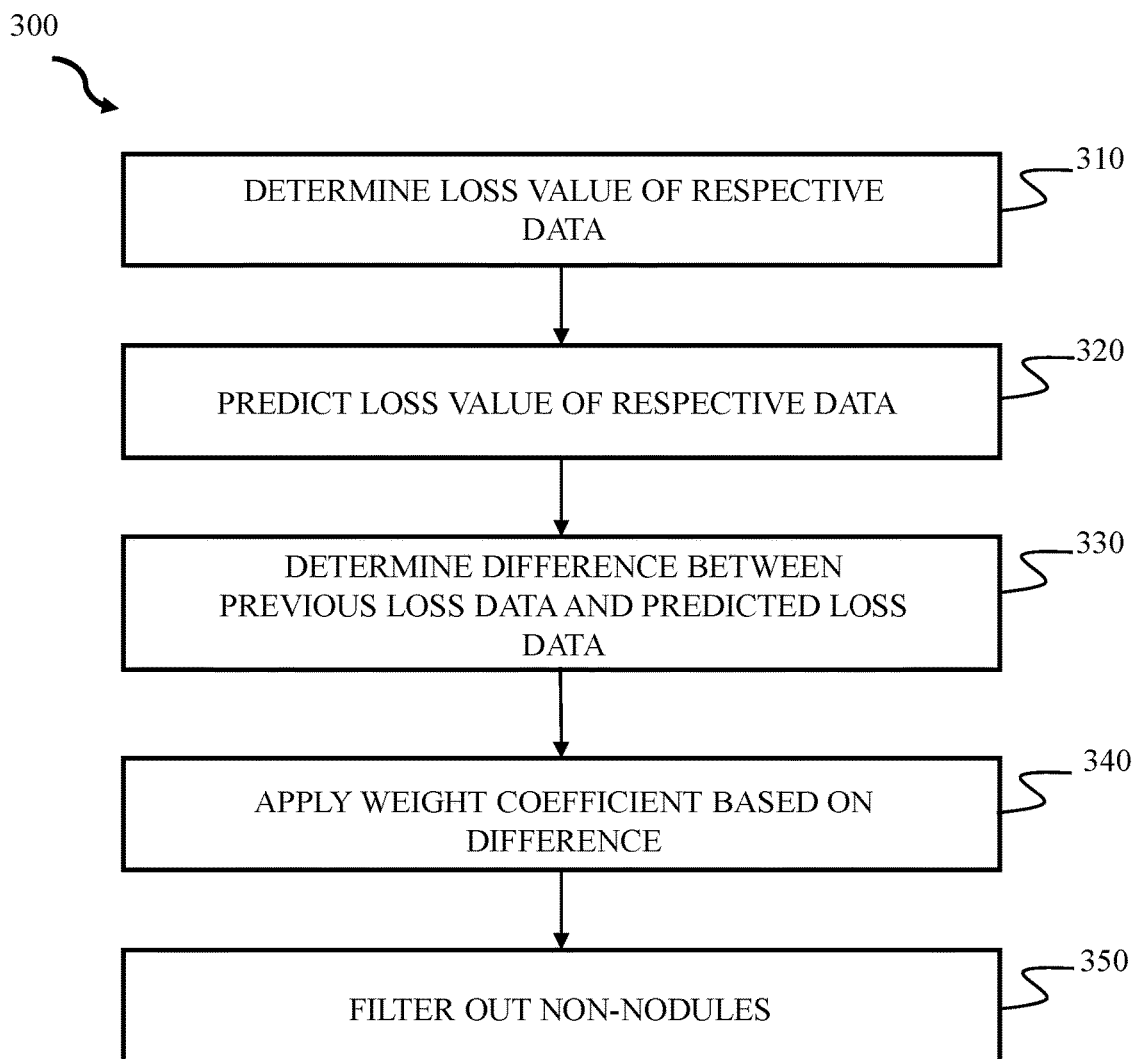 300
310
DETERMINE LOSS VALUE OF RESPECTIVE
DATA
320
PREDICT LOSS VALUE OF RESPECTIVE DATA
330
DETERMINE DIFFERENCE BETWEEN
PREVIOUS LOSS DATA AND PREDICTED LOSS
DATA
340
APPLY WEIGHT COEFFICIENT BASED ON
DIFFERENCE
350
FILTER OUT NON-NODULES